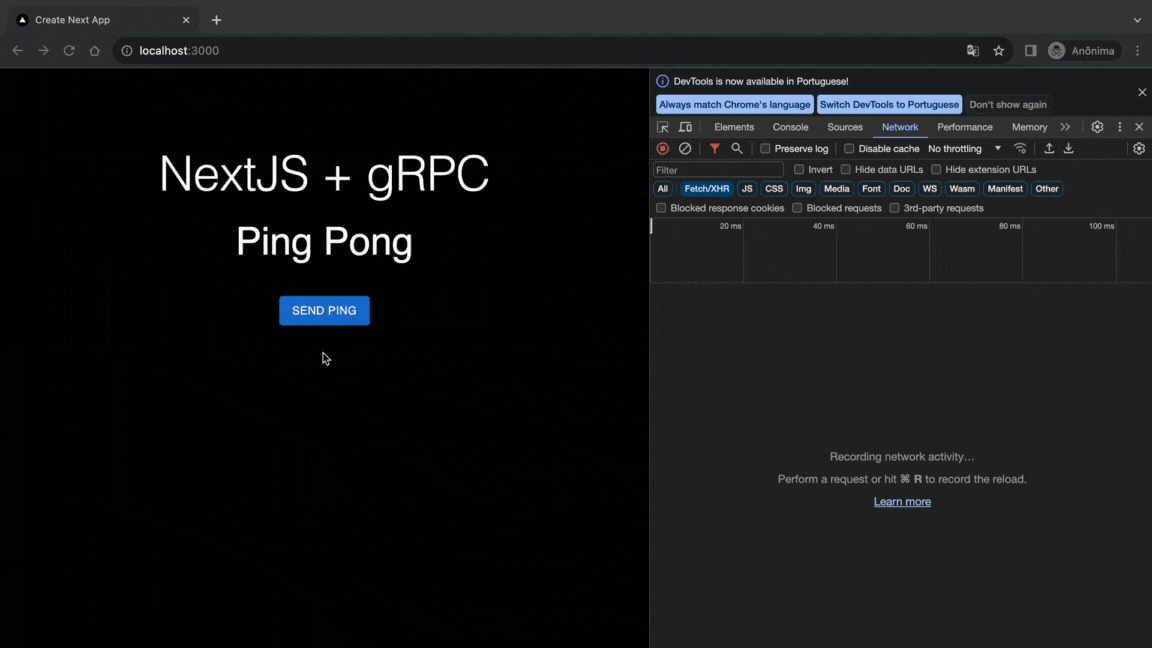 Create Next App
localhost:3000
Anônima
NextJS + gRPC
Ping Pong
SEND PING
DevTools is now available in Portuguese!
Always match Chrome's language Switch DevTools to Portuguese Don't show again
Elements Console Sources Network Performance Memory
Preserve log Disable cache No throttling
Filter Invert Hide data URLs Hide extension URLs
All Fetch/XHR JS CSS Img Media Font Doc WS Wasm Manifest Other
Blocked response cookies Blocked requests 3rd-party requests
20 ms 40 ms 60 ms 80 ms 100 ms
Recording network activity…
Perform a request or hit ⌘ R to record the reload.
Learn more